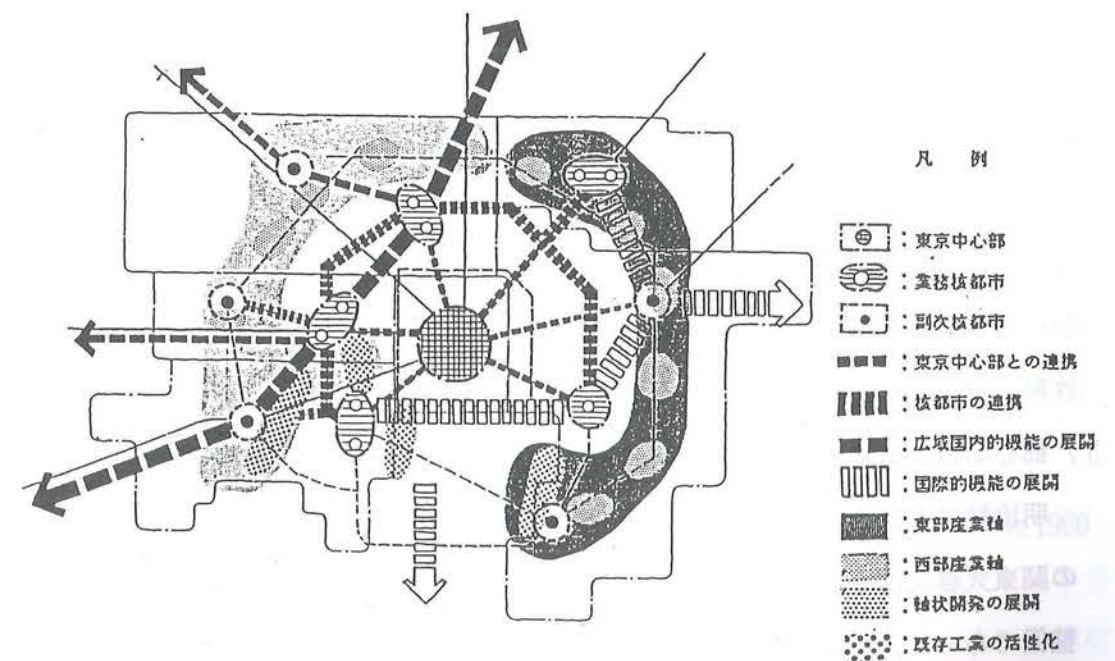 凡　例
：東京中心部
：業務核都市
：副次核都市
：東京中心部との連携
：核都市の連携
：広域国内的機能の展開
：国際的機能の展開
：東部産業軸
：西部産業軸
：軸状開発の展開
：既存工業の活性化